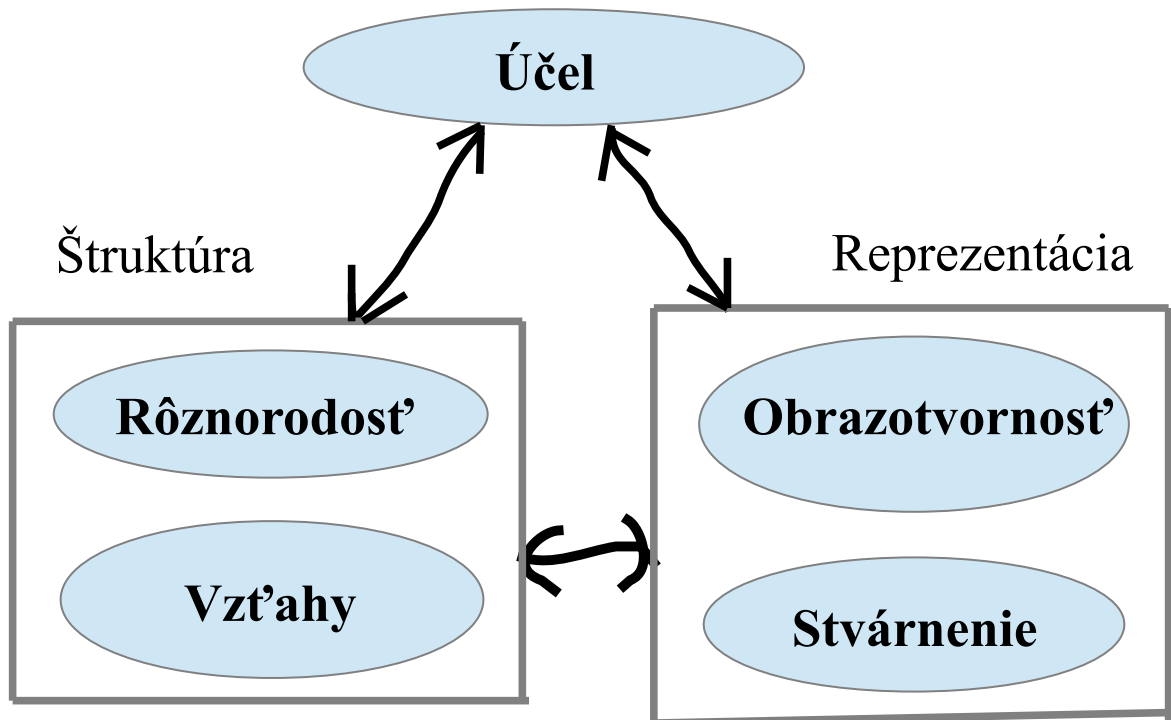 Účel
Štruktúra
Reprezentácia
Rôznorodosť
Obrazotvornosť
Vzťahy
Stvárnenie